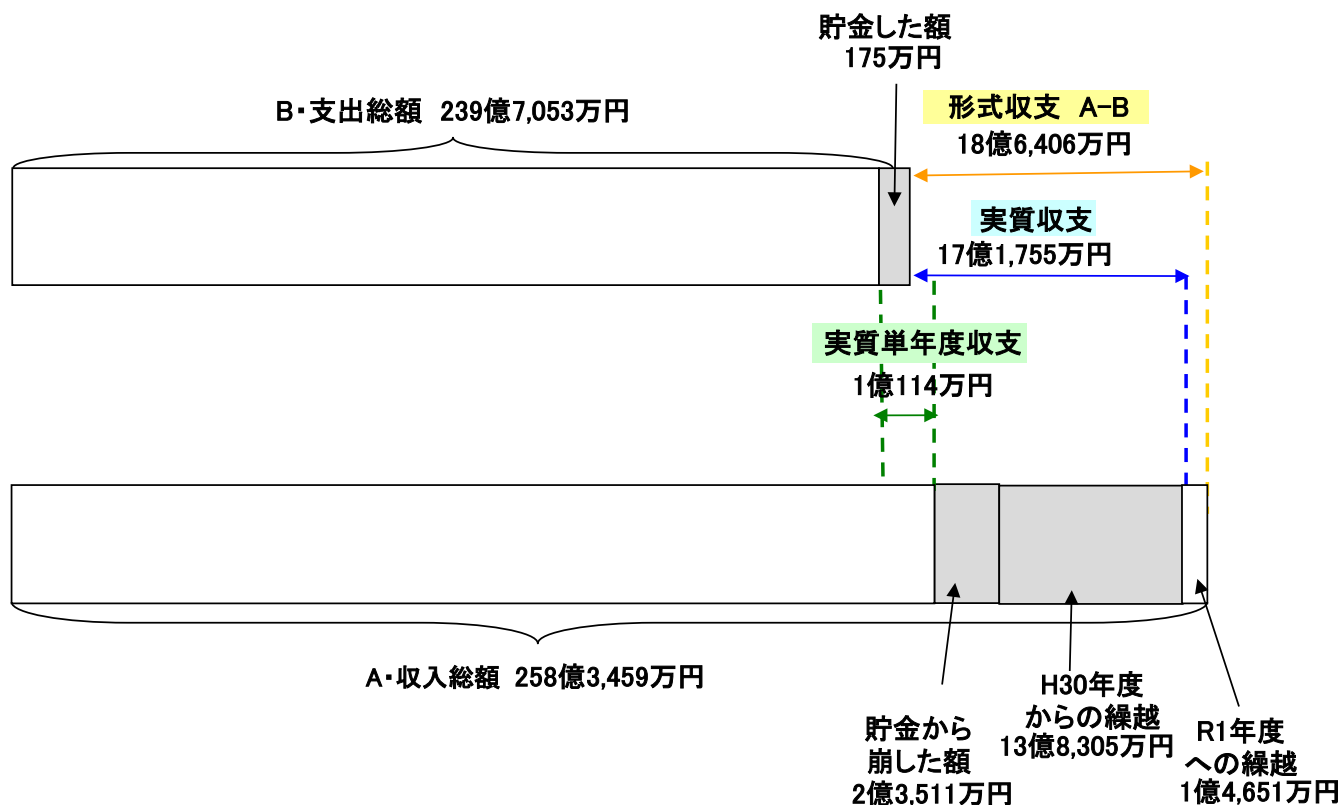 貯金した額
175万円
B・支出総額 239億7,053万円
形式収支 A-B
18億6,406万円
実質収支
17億1,755万円
実質単年度収支
1億114万円
A・収入総額 258億3,459万円
貯金から
崩した額
2億3,511万円
H30年度
からの繰越
13億8,305万円
R1年度
への繰越
1億4,651万円